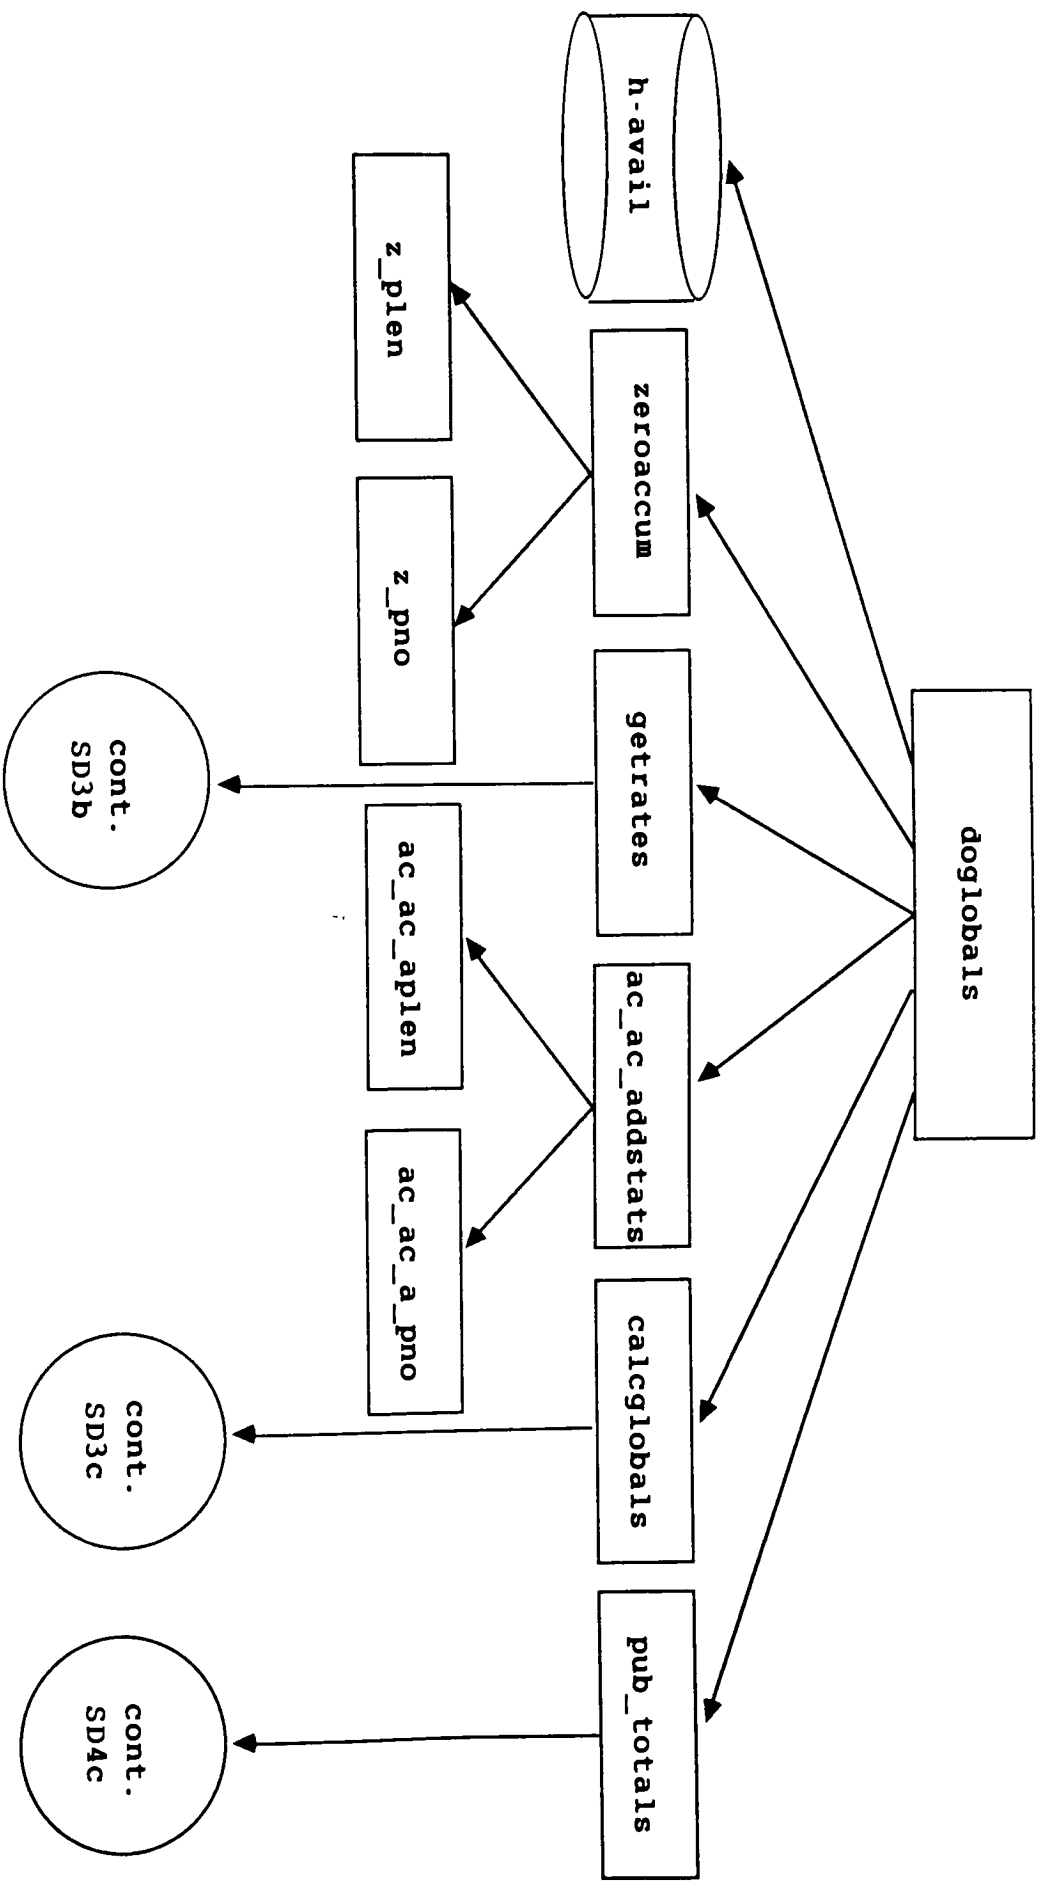 doglobals
h-avail
zeroaccum
getrates
ac_ac_addstats
calcglobals
pub_totals
z_plen
z_pno
ac_ac_aplen
ac_ac_a_pno
cont.
SD3b
cont.
SD3c
cont.
SD4c